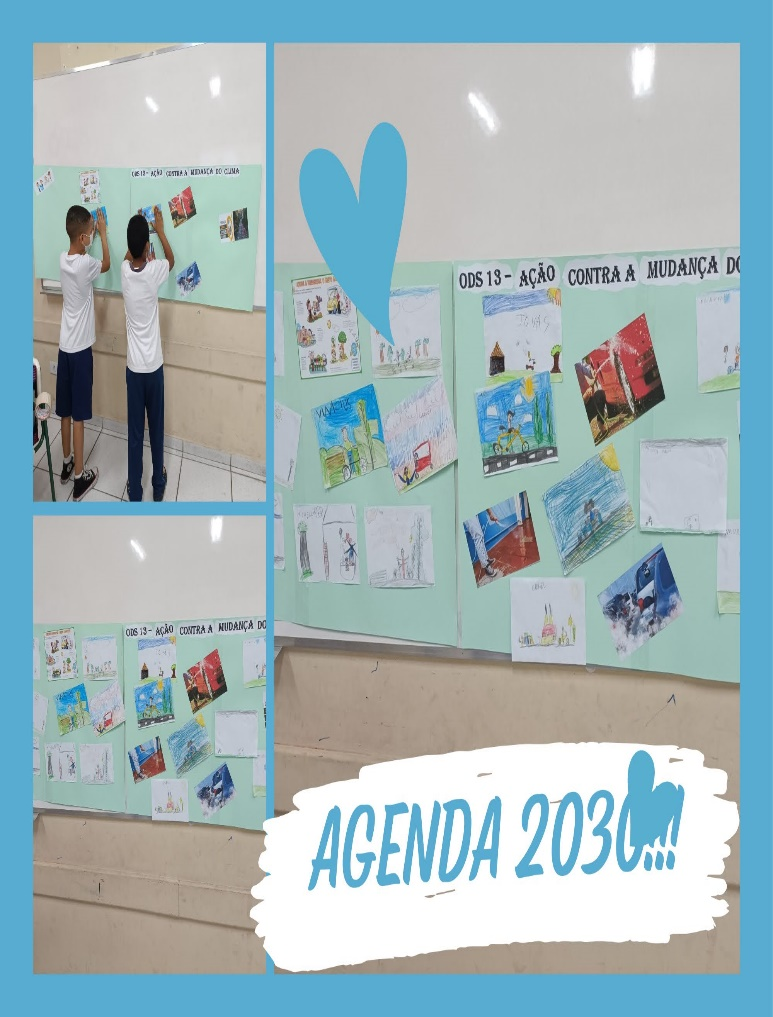 ODS 13 - AÇÃO CONTRA A MUDANÇA DO CLIMA
ODS 13 - AÇÃO CONTRA A MUDANÇA DO
ODS 13 - AÇÃO CONTRA A MUDANÇA DO
AGENDA 2030!!!